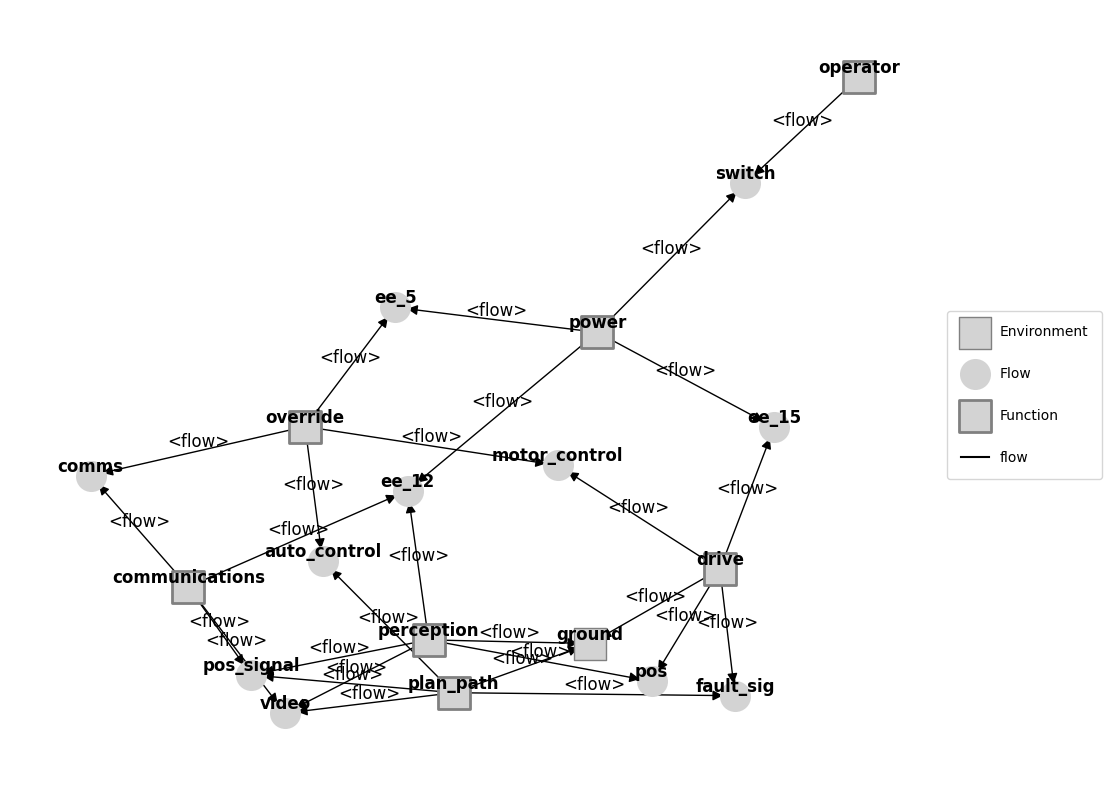 operator
<flow>
switch
<flow>
ee_5
<flow>
power
<flow>
<flow>
<flow>
override
ee_15
<flow>
<flow>
comms
motor_control
ee_12
<flow>
<flow>
<flow>
<flow>
<flow>
auto_control
<flow>
drive
communications
<flow>
<flow>
<flow>
<flow>
<flow>
perception
<flow>
ground
<flow>
<flow>
<flow>
<flow>
pos_signal
<flow>
<flow>
pos
plan_path
<flow>
fault_sig
<flow>
video
Environment
Flow
Function
flow